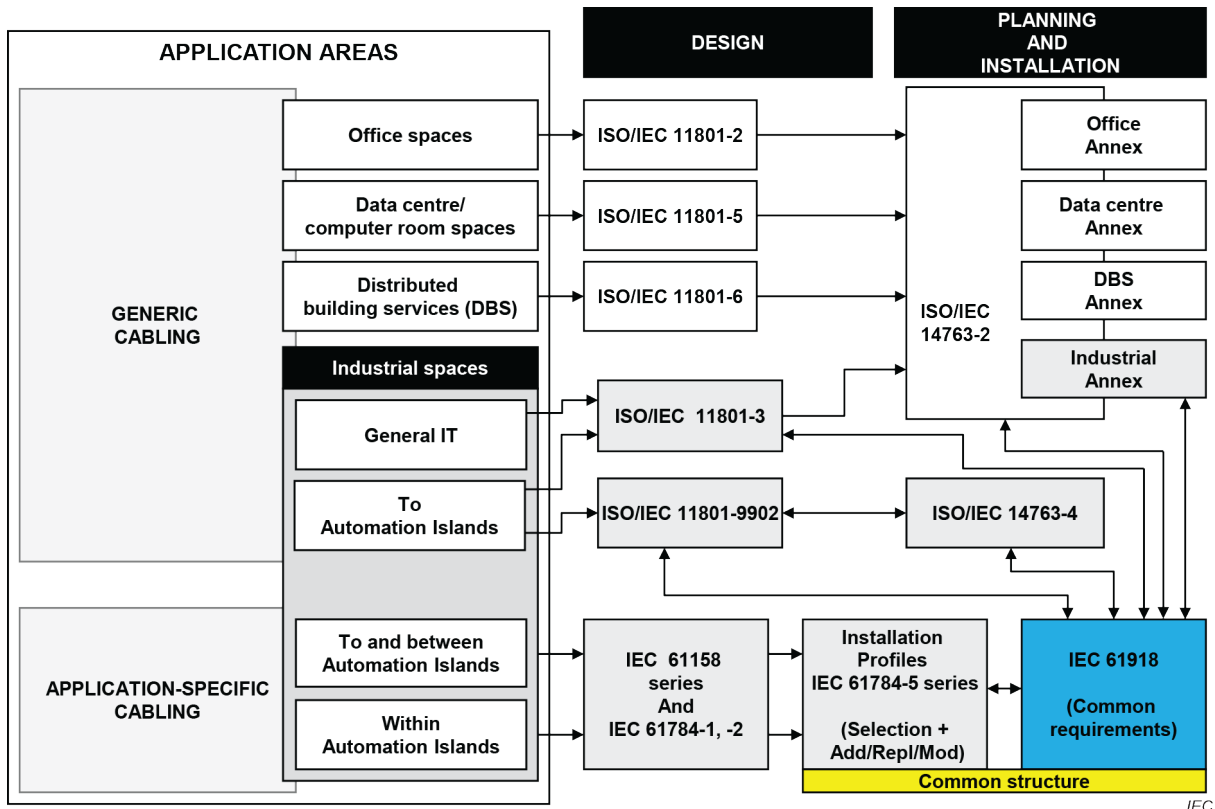 APPLICATION AREAS
DESIGN
PLANNING
AND
INSTALLATION
GENERIC
CABLING
Office spaces
ISO/IEC 11801-2
Office
Annex
Data centre/
computer room spaces
ISO/IEC 11801-5
Data centre
Annex
Distributed
building services (DBS)
ISO/IEC 11801-6
DBS
Annex
ISO/IEC
14763-2
Industrial
Annex
Industrial spaces
General IT
ISO/IEC 11801-3
To
Automation Islands
ISO/IEC 11801-9902
ISO/IEC 14763-4
APPLICATION-SPECIFIC
CABLING
To and between
Automation Islands
Within
Automation Islands
IEC 61158
series
And
IEC 61784-1, -2
Installation
Profiles
IEC 61784-5 series
(Selection +
Add/Repl/Mod)
IEC 61918
(Common
requirements)
Common structure
IEC